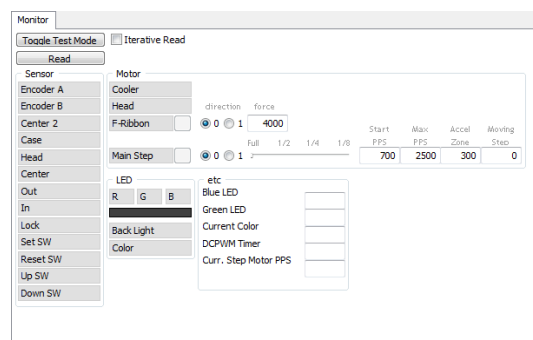 Monitor
Toggle Test Mode Iterative Read
Read
Sensor
Encoder A
Encoder B
Center 2
Case
Head
Center
Out
In
Lock
Set SW
Reset SW
Up SW
Down SW
Motor
Cooler
Head direction force
F-Ribbon 0 1 4000
Full 1/2 1/4 1/8
Start PPS Max PPS Accel Zone Moving Step
Main Step 0 1 700 2500 300 0
LED
R G B
Back Light
Color
etc
Blue LED
Green LED
Current Color
DCPWM Timer
Curr. Step Motor PPS